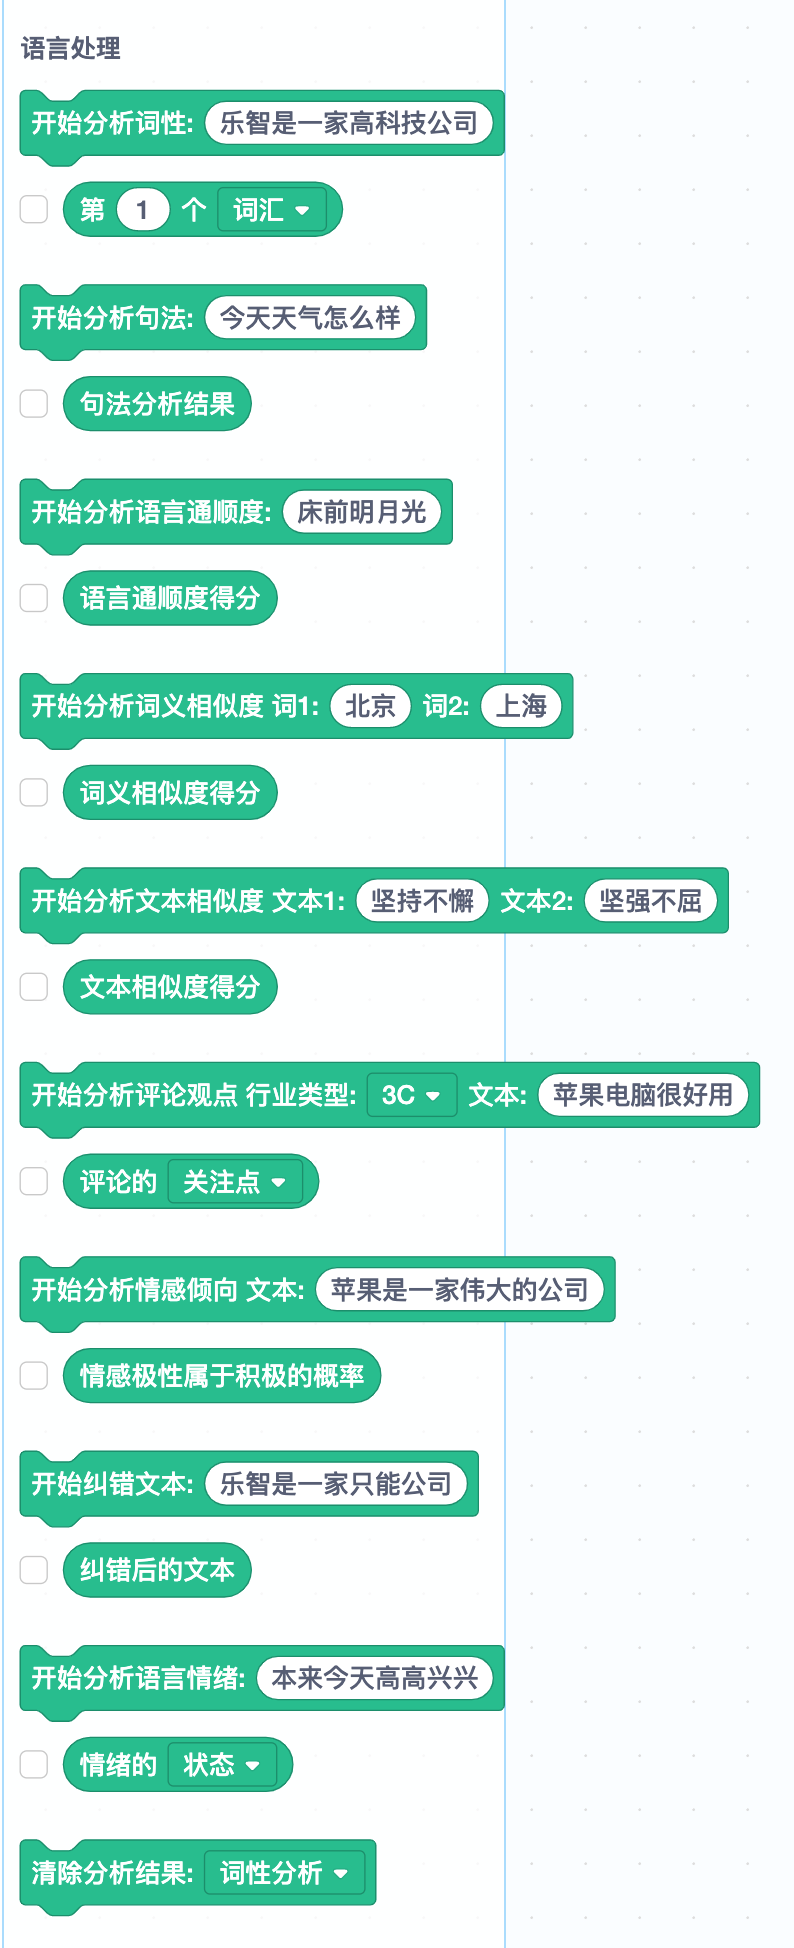 语言处理
开始分析词性: 乐智是一家高科技公司
第 1 个 词汇
开始分析句法: 今天天气怎么样
句法分析结果
开始分析语言通顺度: 床前明月光
语言通顺度得分
开始分析词义相似度 词1: 北京 词2: 上海
词义相似度得分
开始分析文本相似度 文本1: 坚持不懈 文本2: 坚强不屈
文本相似度得分
开始分析评论观点 行业类型: 3C 文本: 苹果电脑很好用
评论的 关注点
开始分析情感倾向 文本: 苹果是一家伟大的公司
情感极性属于积极的概率
开始纠错文本: 乐智是一家只能公司
纠错后的文本
开始分析语言情绪: 本来今天高高兴兴
情绪的 状态
清除分析结果: 词性分析